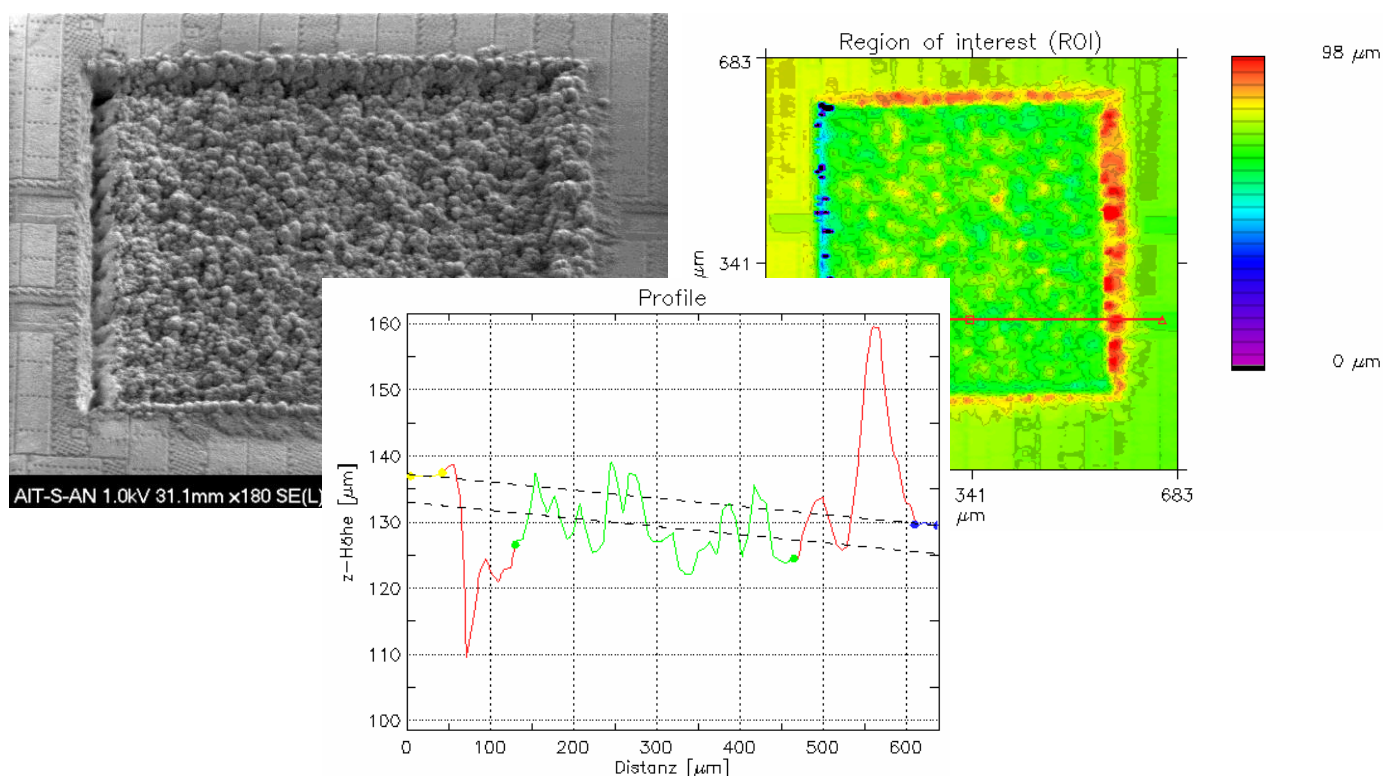 AIT-S-AN 1.0kV 31.1mm x180 SE(L)
Region of interest (ROI)
683
341
µm
341
683
µm
98 µm
0 µm
Profile
160
150
140
130
120
110
100
z-Höhe [µm]
0
100
200
300
400
500
600
Distanz [µm]